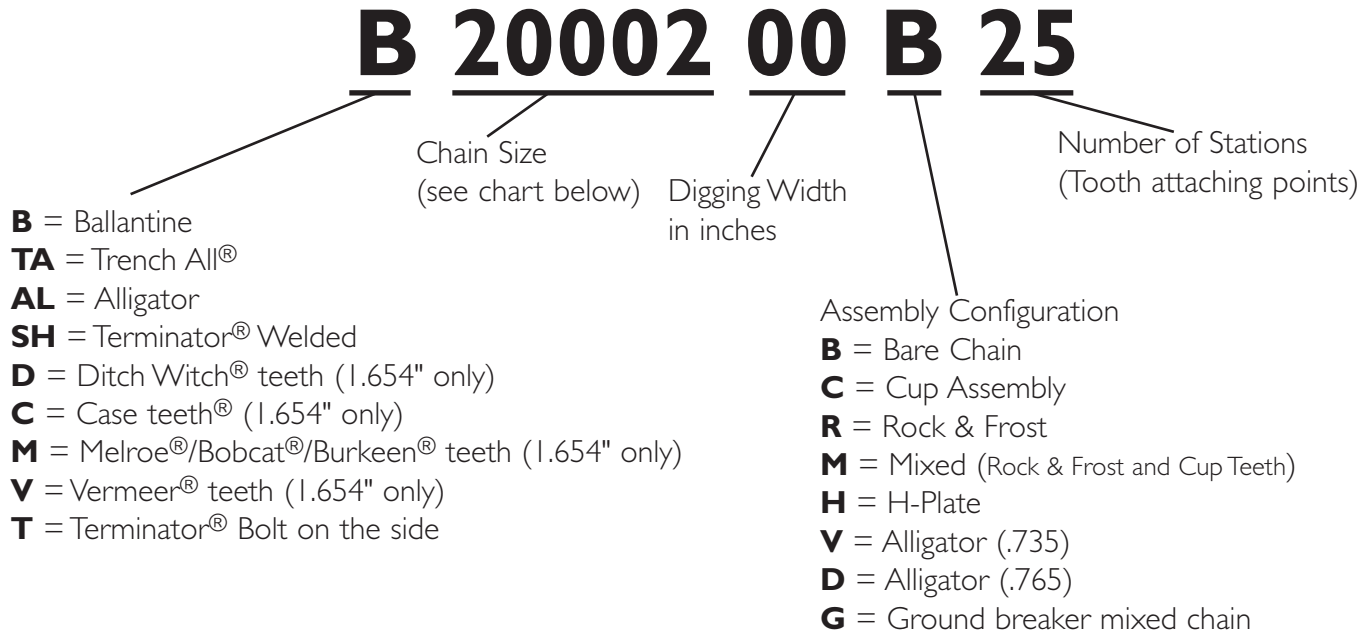 B 20002 00 B 25
Chain Size
(see chart below)
Digging Width
in inches
Number of Stations
(Tooth attaching points)
B = Ballantine
TA = Trench All®
AL = Alligator
SH = Terminator® Welded
D = Ditch Witch® teeth (1.654" only)
C = Case teeth® (1.654" only)
M = Melroe®/Bobcat®/Burkeen® teeth (1.654" only)
V = Vermeer® teeth (1.654" only)
T = Terminator® Bolt on the side
Assembly Configuration
B = Bare Chain
C = Cup Assembly
R = Rock & Frost
M = Mixed (Rock & Frost and Cup Teeth)
H = H-Plate
V = Alligator (.735)
D = Alligator (.765)
G = Ground breaker mixed chain